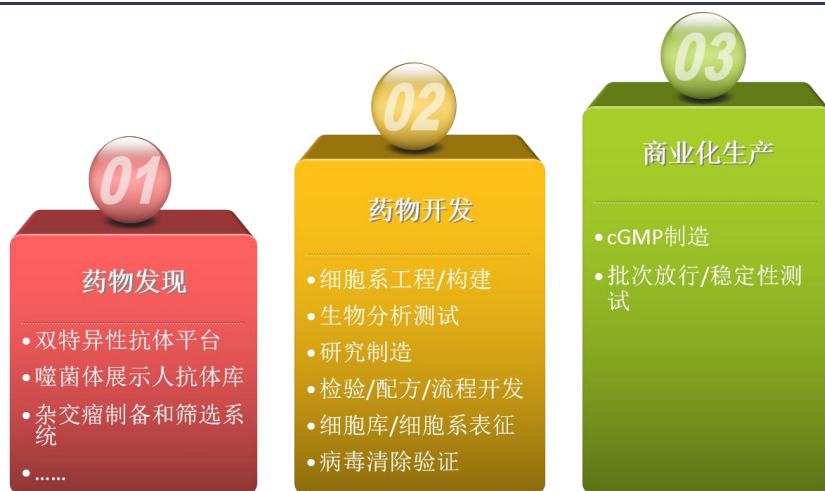 01
药物发现
•双特异性抗体平台
•噬菌体展示人抗体库
•杂交瘤制备和筛选系
统
•……
02
药物开发
•细胞系工程/构建
•生物分析测试
•研究制造
•检验/配方/流程开发
•细胞库/细胞系表征
•病毒清除验证
03
商业化生产
•cGMP制造
•批次放行/稳定性测
试